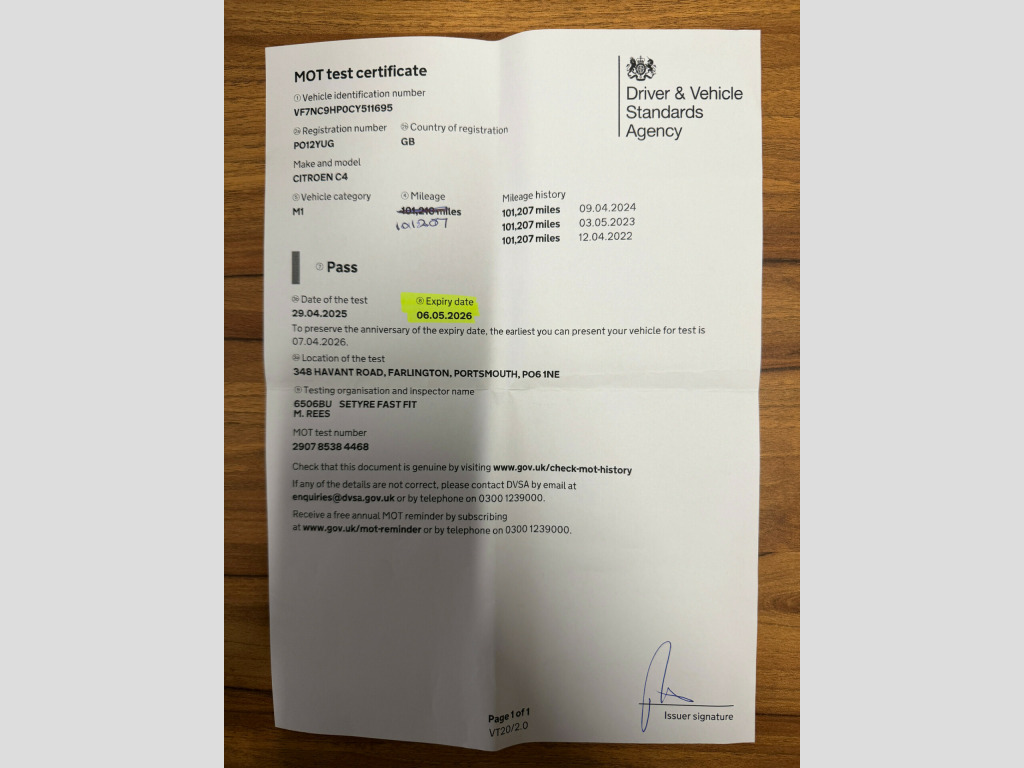 MOT test certificate
① Vehicle identification number
VF7NC9HP0CY511695
Driver & Vehicle
Standards
Agency
Registration number Country of registration
PO12YUG GB
Make and model
CITROEN C4
⑤ Vehicle category ④ Mileage Mileage history
M1 101,210 miles 101,207 miles 09.04.2024
101207 101,207 miles 03.05.2023
101,207 miles 12.04.2022
⑦ Pass
Date of the test ⑧ Expiry date
29.04.2025 06.05.2026
To preserve the anniversary of the expiry date, the earliest you can present your vehicle for test is
07.04.2026.
Location of the test
348 HAVANT ROAD, FARLINGTON, PORTSMOUTH, PO6 1NE
⑨ Testing organisation and inspector name
6506BU SETYRE FAST FIT
M. REES
MOT test number
2907 8538 4468
Check that this document is genuine by visiting www.gov.uk/check-mot-history
If any of the details are not correct, please contact DVSA by email at
enquiries@dvsa.gov.uk or by telephone on 0300 1239000.
Receive a free annual MOT reminder by subscribing
at www.gov.uk/mot-reminder or by telephone on 0300 1239000.
Issuer signature
Page 1 of 1
VT20/2.0